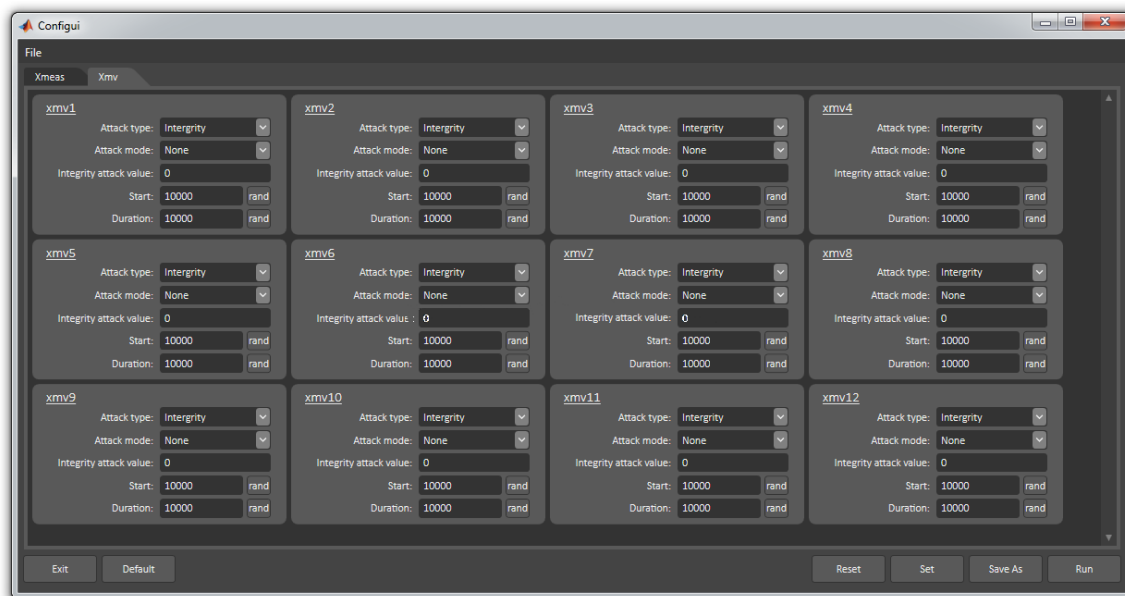 Configui
File
Xmeas Xmv
xmv1 xmv2 xmv3 xmv4
Attack type: Intergrity Attack type: Intergrity Attack type: Intergrity Attack type: Intergrity
Attack mode: None Attack mode: None Attack mode: None Attack mode: None
Integrity attack value: 0 Integrity attack value: 0 Integrity attack value: 0 Integrity attack value: 0
Start: 10000 rand Start: 10000 rand Start: 10000 rand Start: 10000 rand
Duration: 10000 rand Duration: 10000 rand Duration: 10000 rand Duration: 10000 rand
xmv5 xmv6 xmv7 xmv8
Attack type: Intergrity Attack type: Intergrity Attack type: Intergrity Attack type: Intergrity
Attack mode: None Attack mode: None Attack mode: None Attack mode: None
Integrity attack value: 0 Integrity attack value: 0 Integrity attack value: 0 Integrity attack value: 0
Start: 10000 rand Start: 10000 rand Start: 10000 rand Start: 10000 rand
Duration: 10000 rand Duration: 10000 rand Duration: 10000 rand Duration: 10000 rand
xmv9 xmv10 xmv11 xmv12
Attack type: Intergrity Attack type: Intergrity Attack type: Intergrity Attack type: Intergrity
Attack mode: None Attack mode: None Attack mode: None Attack mode: None
Integrity attack value: 0 Integrity attack value: 0 Integrity attack value: 0 Integrity attack value: 0
Start: 10000 rand Start: 10000 rand Start: 10000 rand Start: 10000 rand
Duration: 10000 rand Duration: 10000 rand Duration: 10000 rand Duration: 10000 rand
Exit Default Reset Set Save As Run